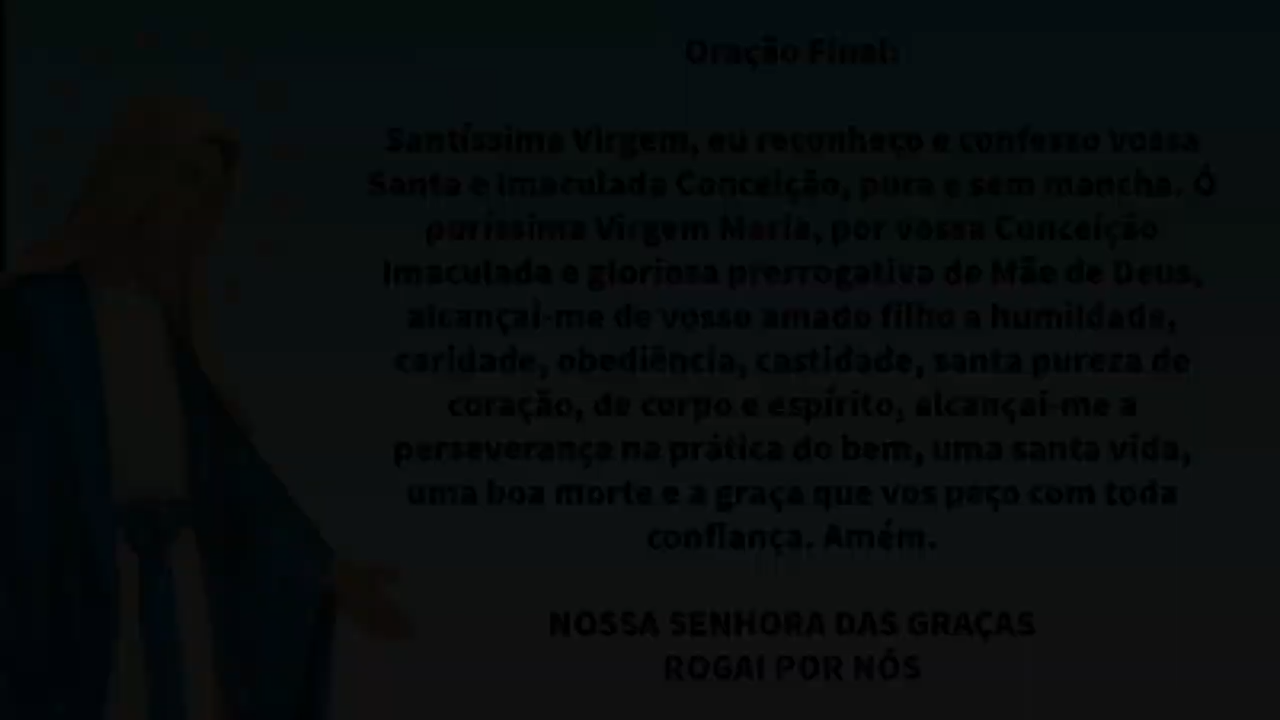 Oração Final:
Santíssima Virgem, eu reconheço e confesso vossa
Santa e Imaculada Conceição, pura e sem mancha. Ó
puríssima Virgem Maria, por vossa Conceição
Imaculada e gloriosa prerrogativa de Mãe de Deus,
alcançai-me de vosso amado filho a humildade,
caridade, obediência, castidade, santa pureza de
coração, de corpo e espírito, alcançai-me a
perseverança na prática do bem, uma santa vida,
uma boa morte e a graça que vos peço com toda
confiança. Amém.
NOSSA SENHORA DAS GRAÇAS
ROGAI POR NÓS